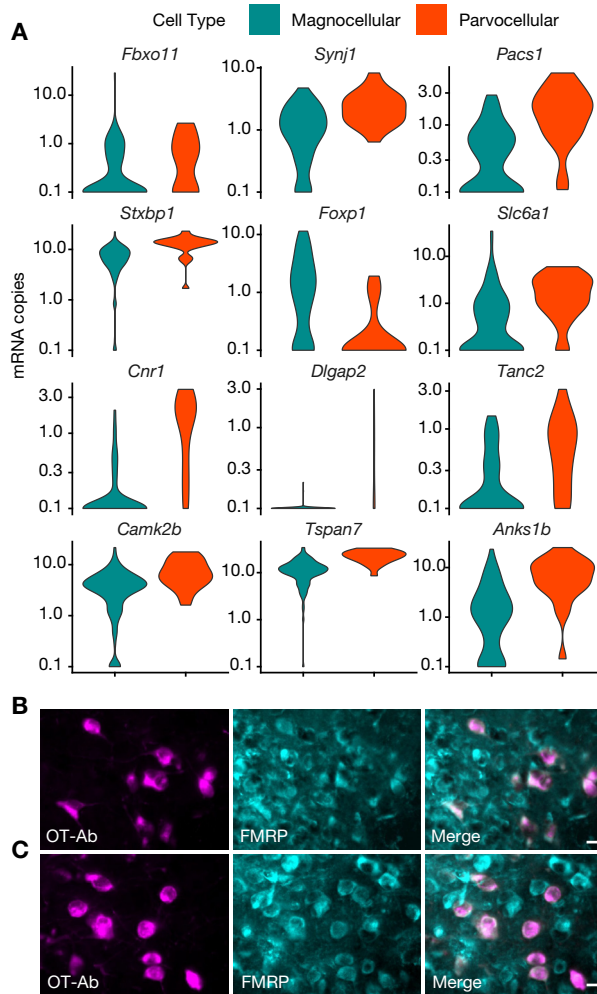 Cell Type Magnocellular Parvocellular
A
Fbxo11 Synj1 Pacs1
10.0 10.0 3.0
1.0 1.0 1.0
0.3
0.1 0.1 0.1
Stxbp1 Foxp1 Slc6a1
10.0 10.0 10.0
1.0 1.0 1.0
0.1 0.1 0.1
mRNA copies
Cnr1 Dlgap2 Tanc2
3.0 3.0 3.0
1.0 1.0 1.0
0.3 0.3 0.3
0.1 0.1 0.1
Camk2b Tspan7 Anks1b
10.0 10.0 10.0
1.0 1.0 1.0
0.1 0.1 0.1
B
OT-Ab FMRP Merge
C
OT-Ab FMRP Merge